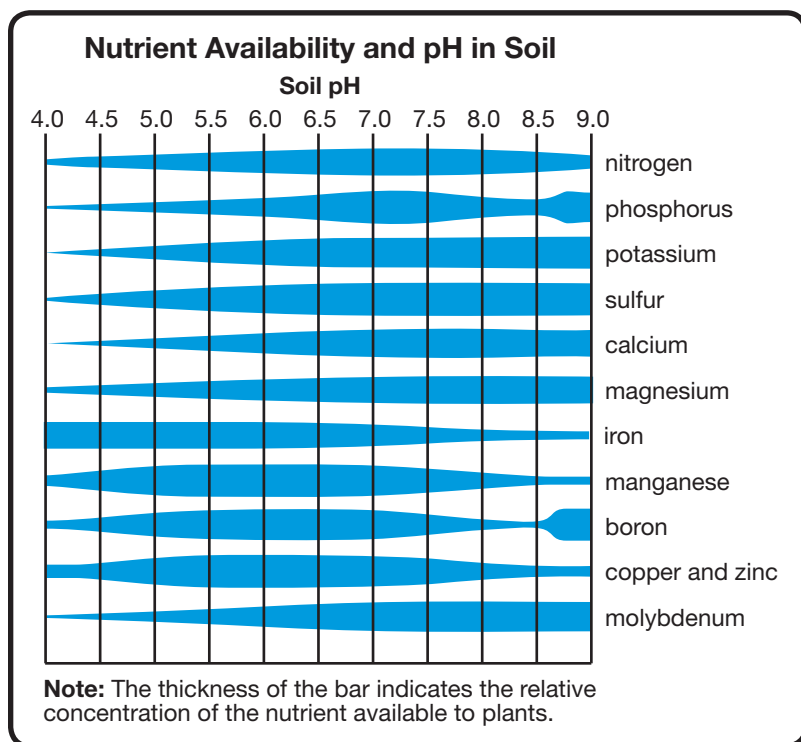 Nutrient Availability and pH in Soil
Soil pH
4.0 4.5 5.0 5.5 6.0 6.5 7.0 7.5 8.0 8.5 9.0
nitrogen
phosphorus
potassium
sulfur
calcium
magnesium
iron
manganese
boron
copper and zinc
molybdenum
Note: The thickness of the bar indicates the relative
concentration of the nutrient available to plants.